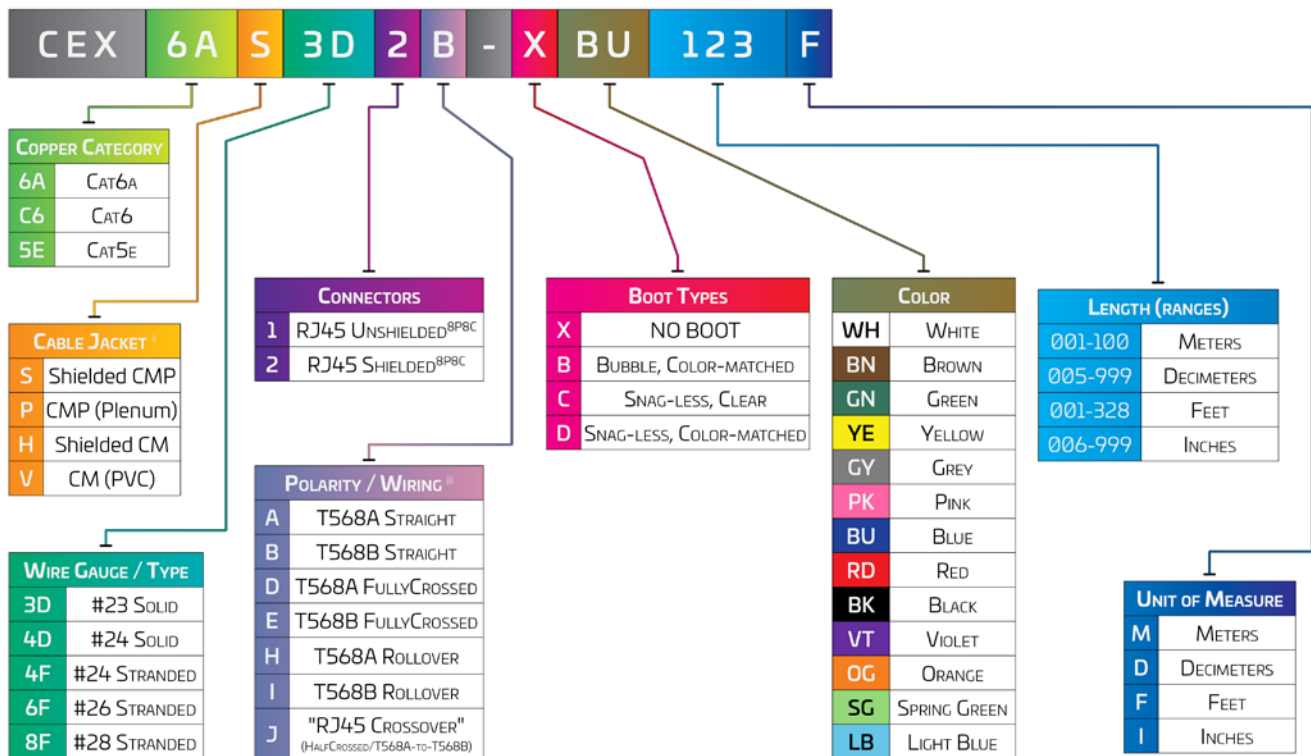 CEX 6A S 3D 2 B - X BU 123 F
COPPER CATEGORY
6A CAT6A
C6 CAT6
5E CAT5E
CABLE JACKET ii
S Shielded CMP
P CMP (Plenum)
H Shielded CM
V CM (PVC)
WIRE GAUGE / TYPE
3D #23 SOLID
4D #24 SOLID
4F #24 STRANDED
6F #26 STRANDED
8F #28 STRANDED
CONNECTORS
1 RJ45 UNSHIELDED8P8C
2 RJ45 SHIELDED8P8C
POLARITY / WIRING iii
A T568A STRAIGHT
B T568B STRAIGHT
D T568A FULLYCROSSED
E T568B FULLYCROSSED
H T568A ROLLOVER
I T568B ROLLOVER
J "RJ45 CROSSOVER"
(HALFCROSSED/T568A-TO-T568B)
BOOT TYPES
X NO BOOT
B BUBBLE, COLOR-MATCHED
C SNAG-LESS, CLEAR
D SNAG-LESS, COLOR-MATCHED
COLOR
WH WHITE
BN BROWN
GN GREEN
YE YELLOW
GY GREY
PK PINK
BU BLUE
RD RED
BK BLACK
VT VIOLET
OG ORANGE
SG SPRING GREEN
LB LIGHT BLUE
LENGTH (RANGES)
001-100 METERS
005-999 DECIMETERS
001-328 FEET
006-999 INCHES
UNIT OF MEASURE
M METERS
D DECIMETERS
F FEET
I INCHES